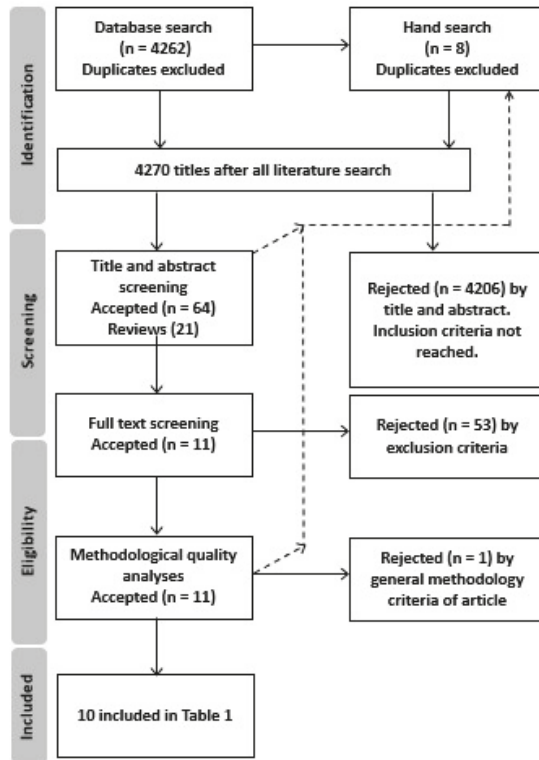 Identification
Database search
(n = 4262)
Duplicates excluded
Hand search
(n = 8)
Duplicates excluded
4270 titles after all literature search
Screening
Title and abstract
screening
Accepted (n = 64)
Reviews (21)
Rejected (n = 4206) by
title and abstract.
Inclusion criteria not
reached.
Full text screening
Accepted (n = 11)
Rejected (n = 53) by
exclusion criteria
Eligibility
Methodological quality
analyses
Accepted (n = 11)
Rejected (n = 1) by
general methodology
criteria of article
Included
10 included in Table 1